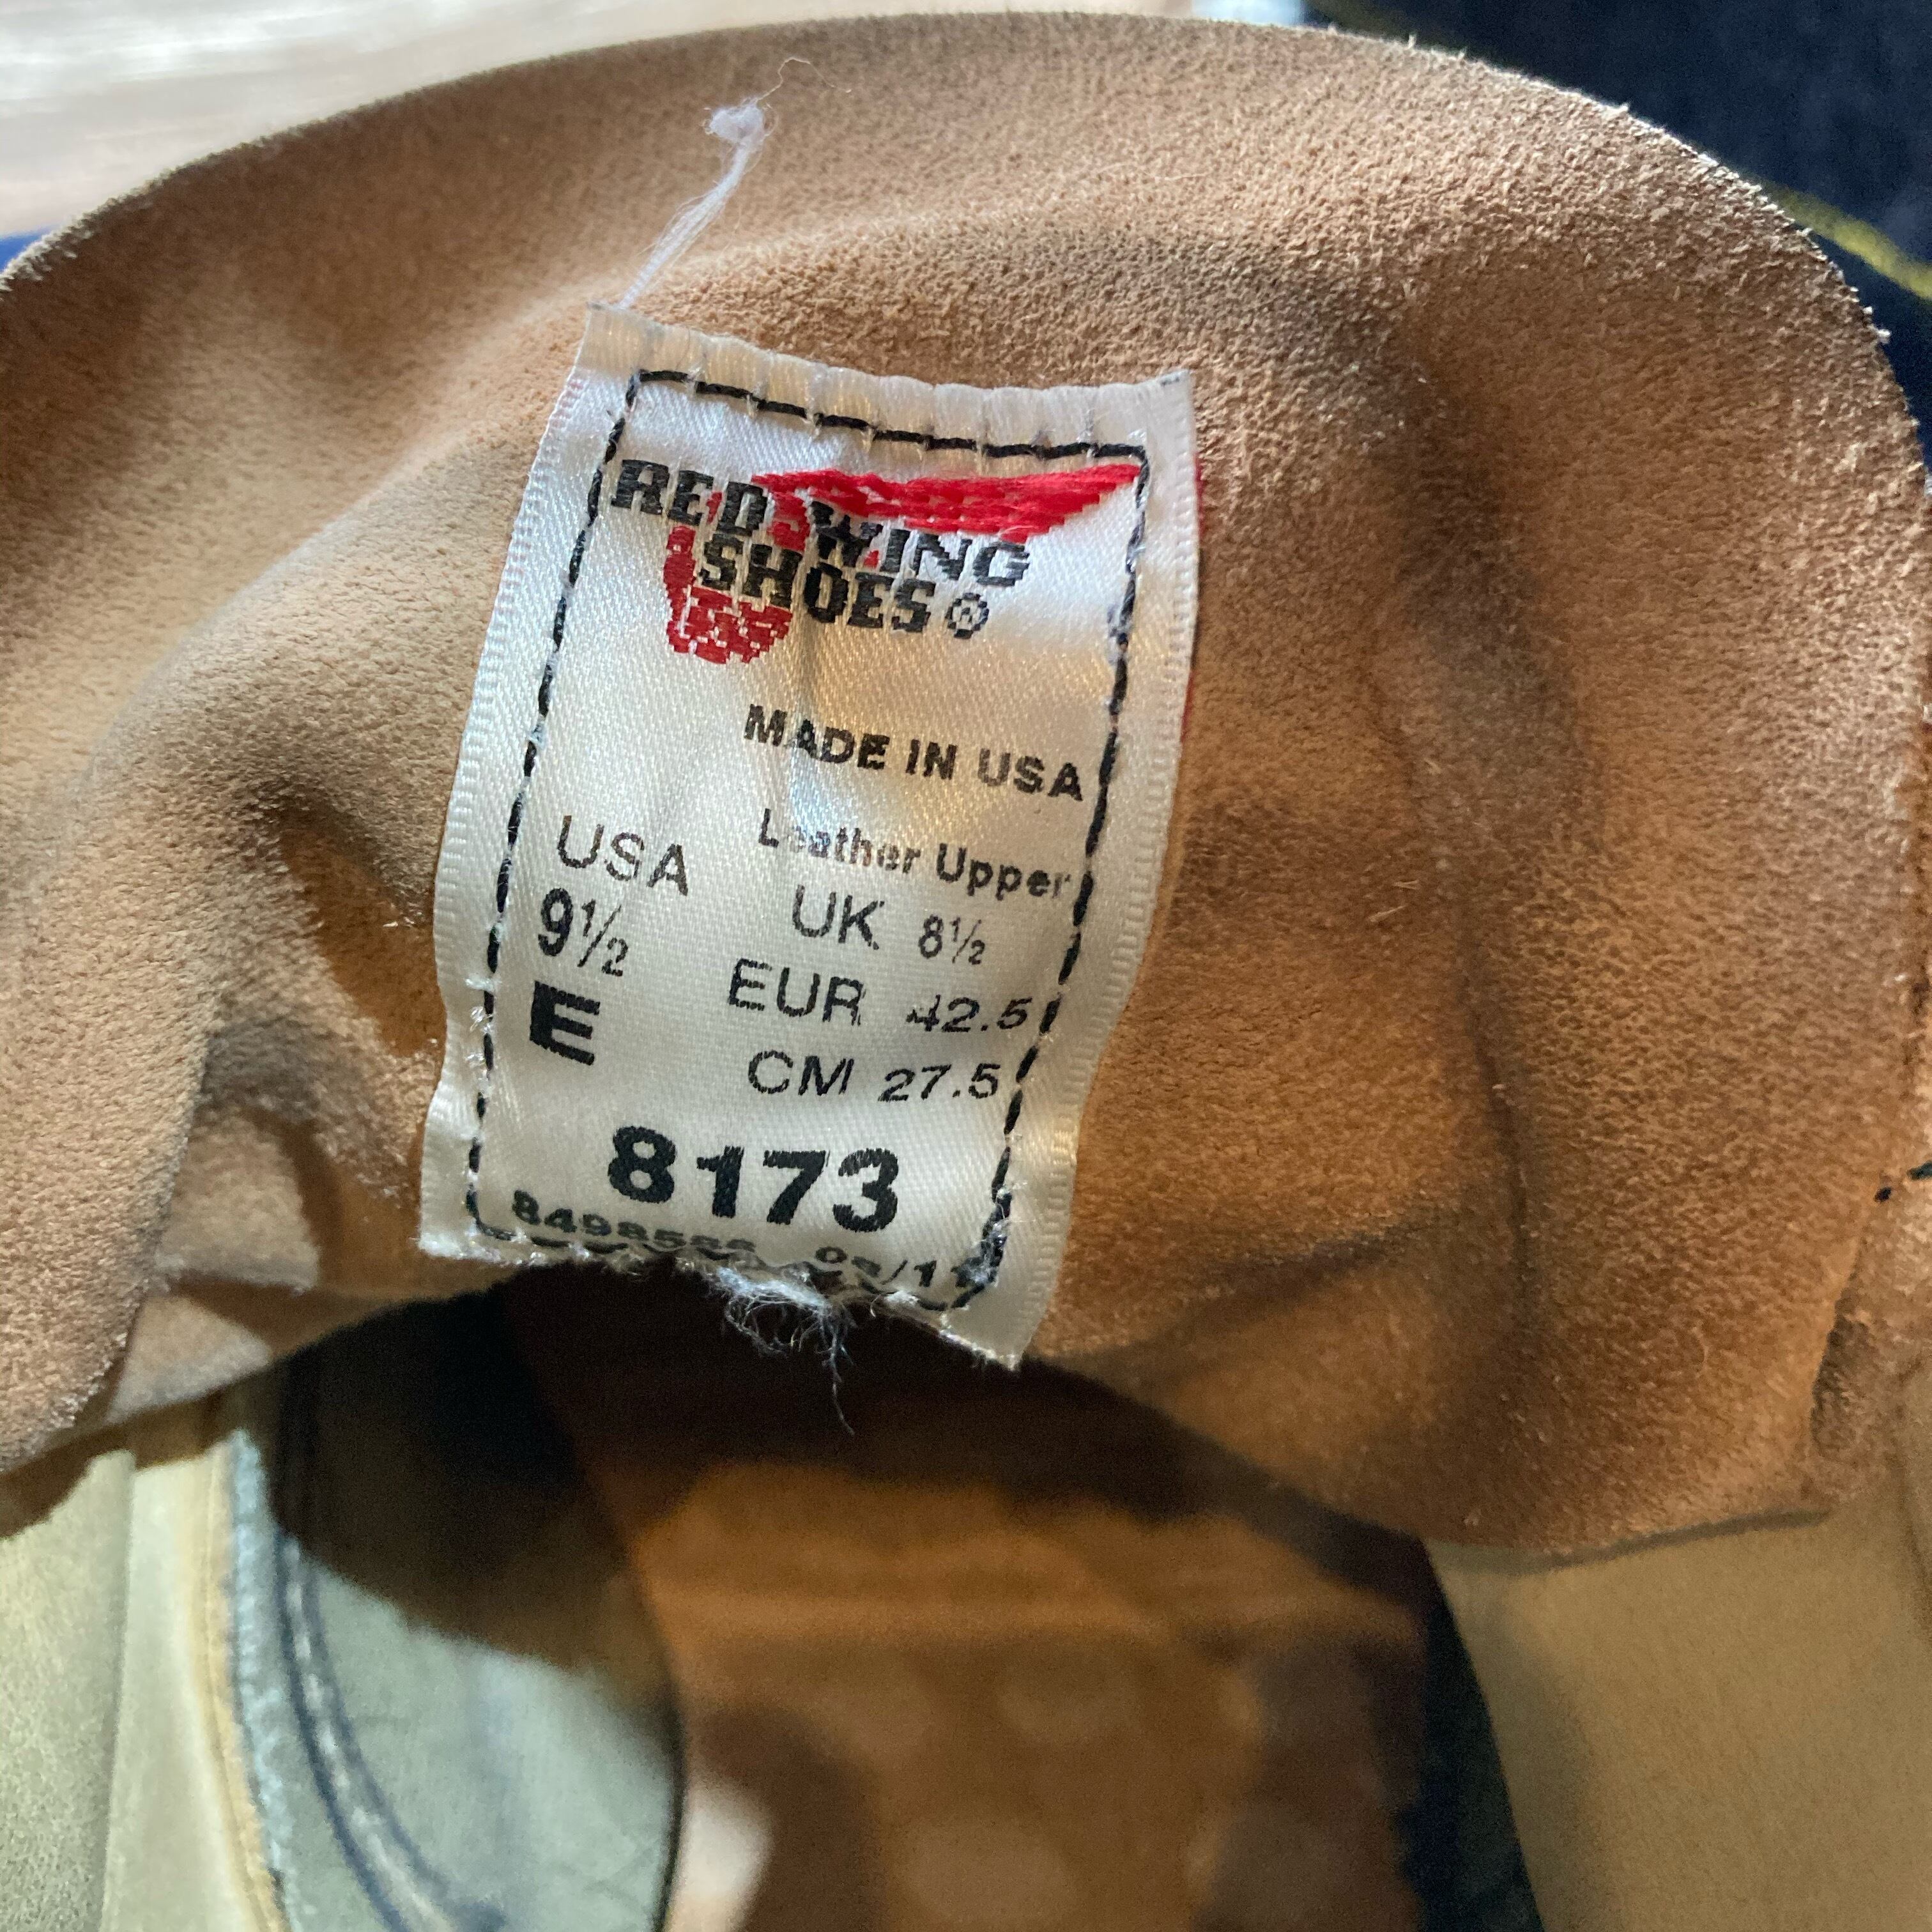 RED WING
SHOES ®
MADE IN USA
Leather Upper
USA
9½
E
UK 8½
EUR 42.5
CM 27.5
8173